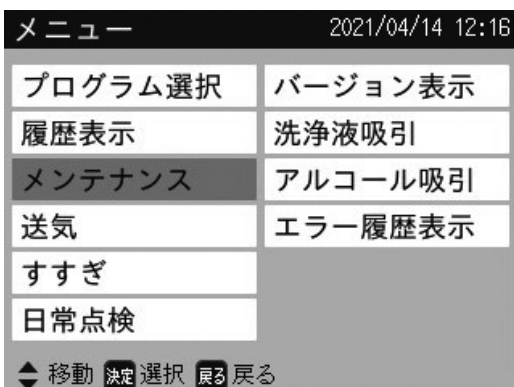 メニュー 2021/04/14 12:16
プログラム選択 バージョン表示
履歴表示 洗浄液吸引
メンテナンス アルコール吸引
送気 エラー履歴表示
すすぎ
日常点検
移動 決定 選択 戻る 戻る